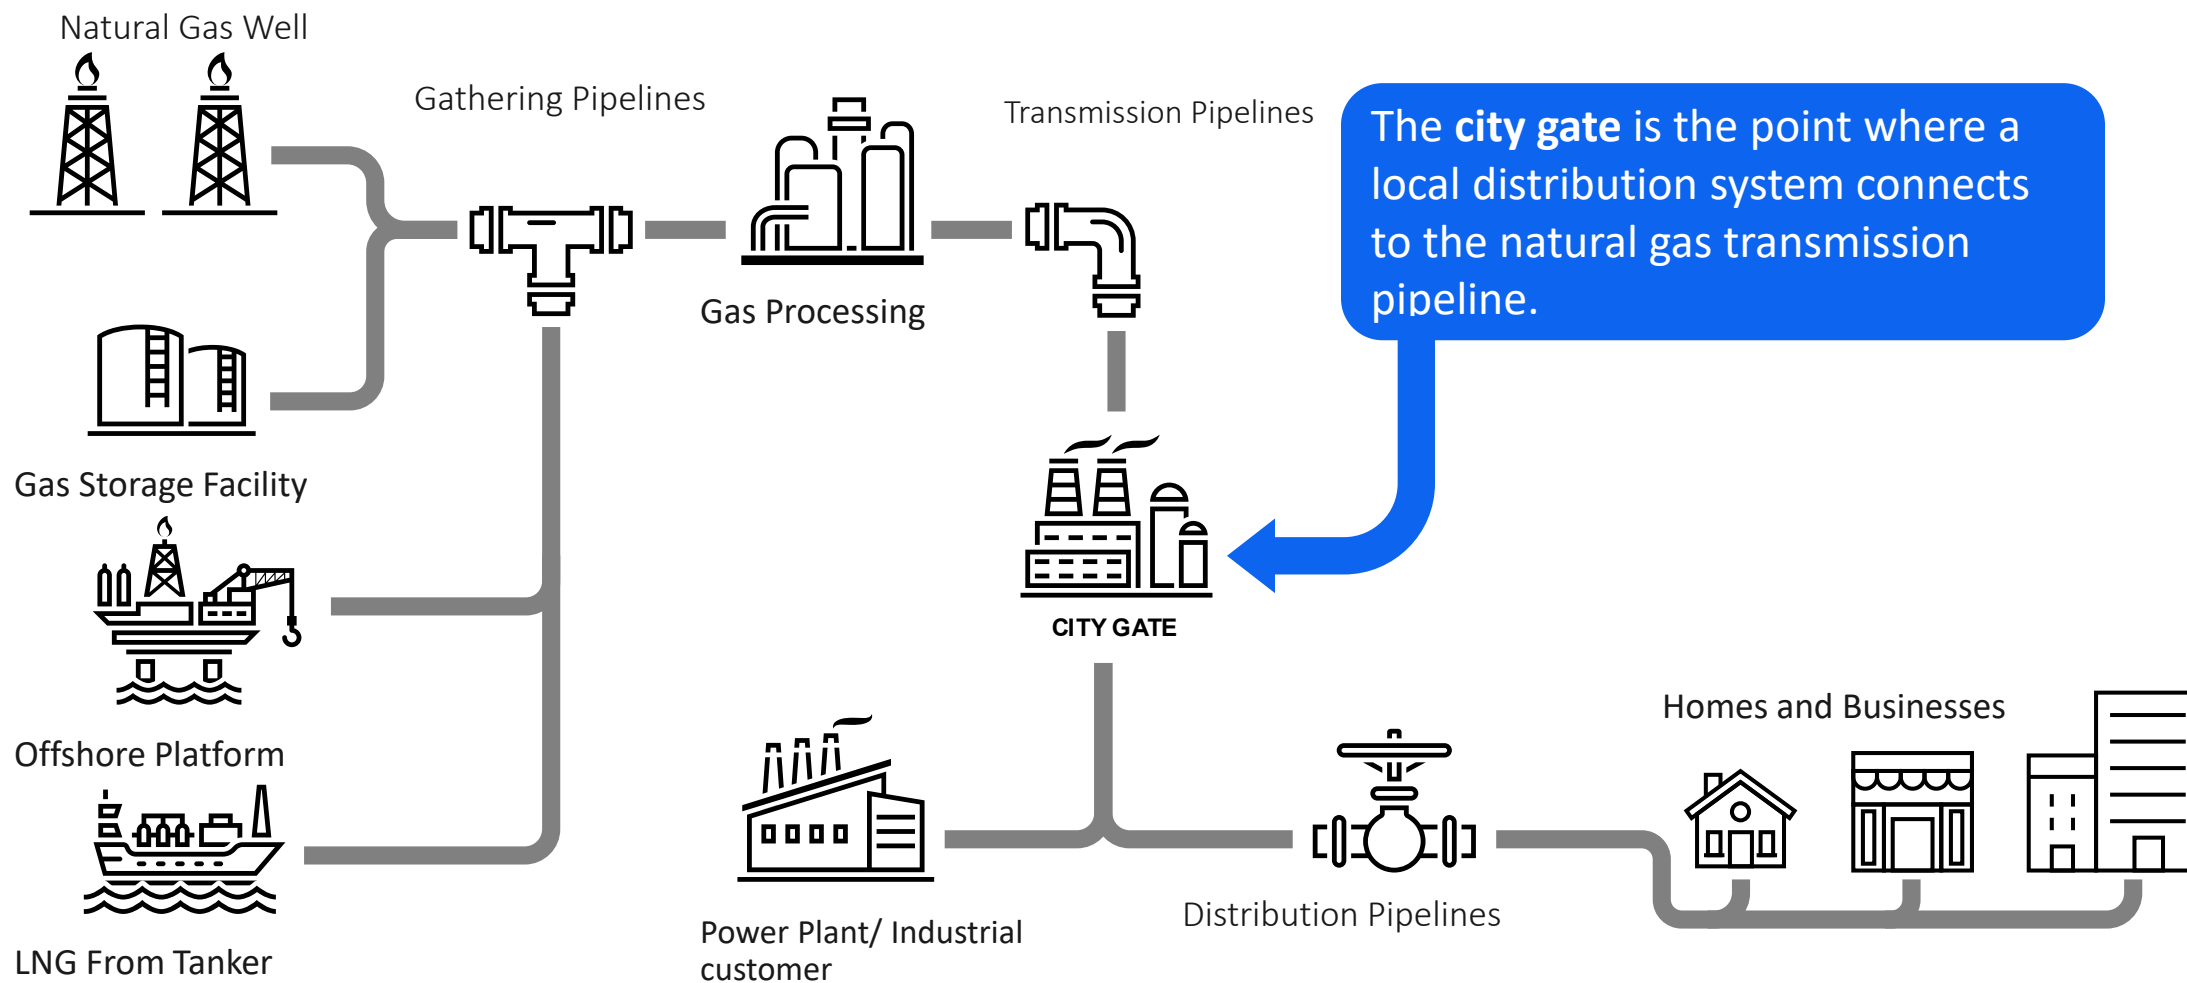 Natural Gas Well
Gathering Pipelines
Transmission Pipelines
The city gate is the point where a
local distribution system connects
to the natural gas transmission
pipeline.
Gas Processing
Gas Storage Facility
CITY GATE
Offshore Platform
Homes and Businesses
Distribution Pipelines
Power Plant/ Industrial
customer
LNG From Tanker